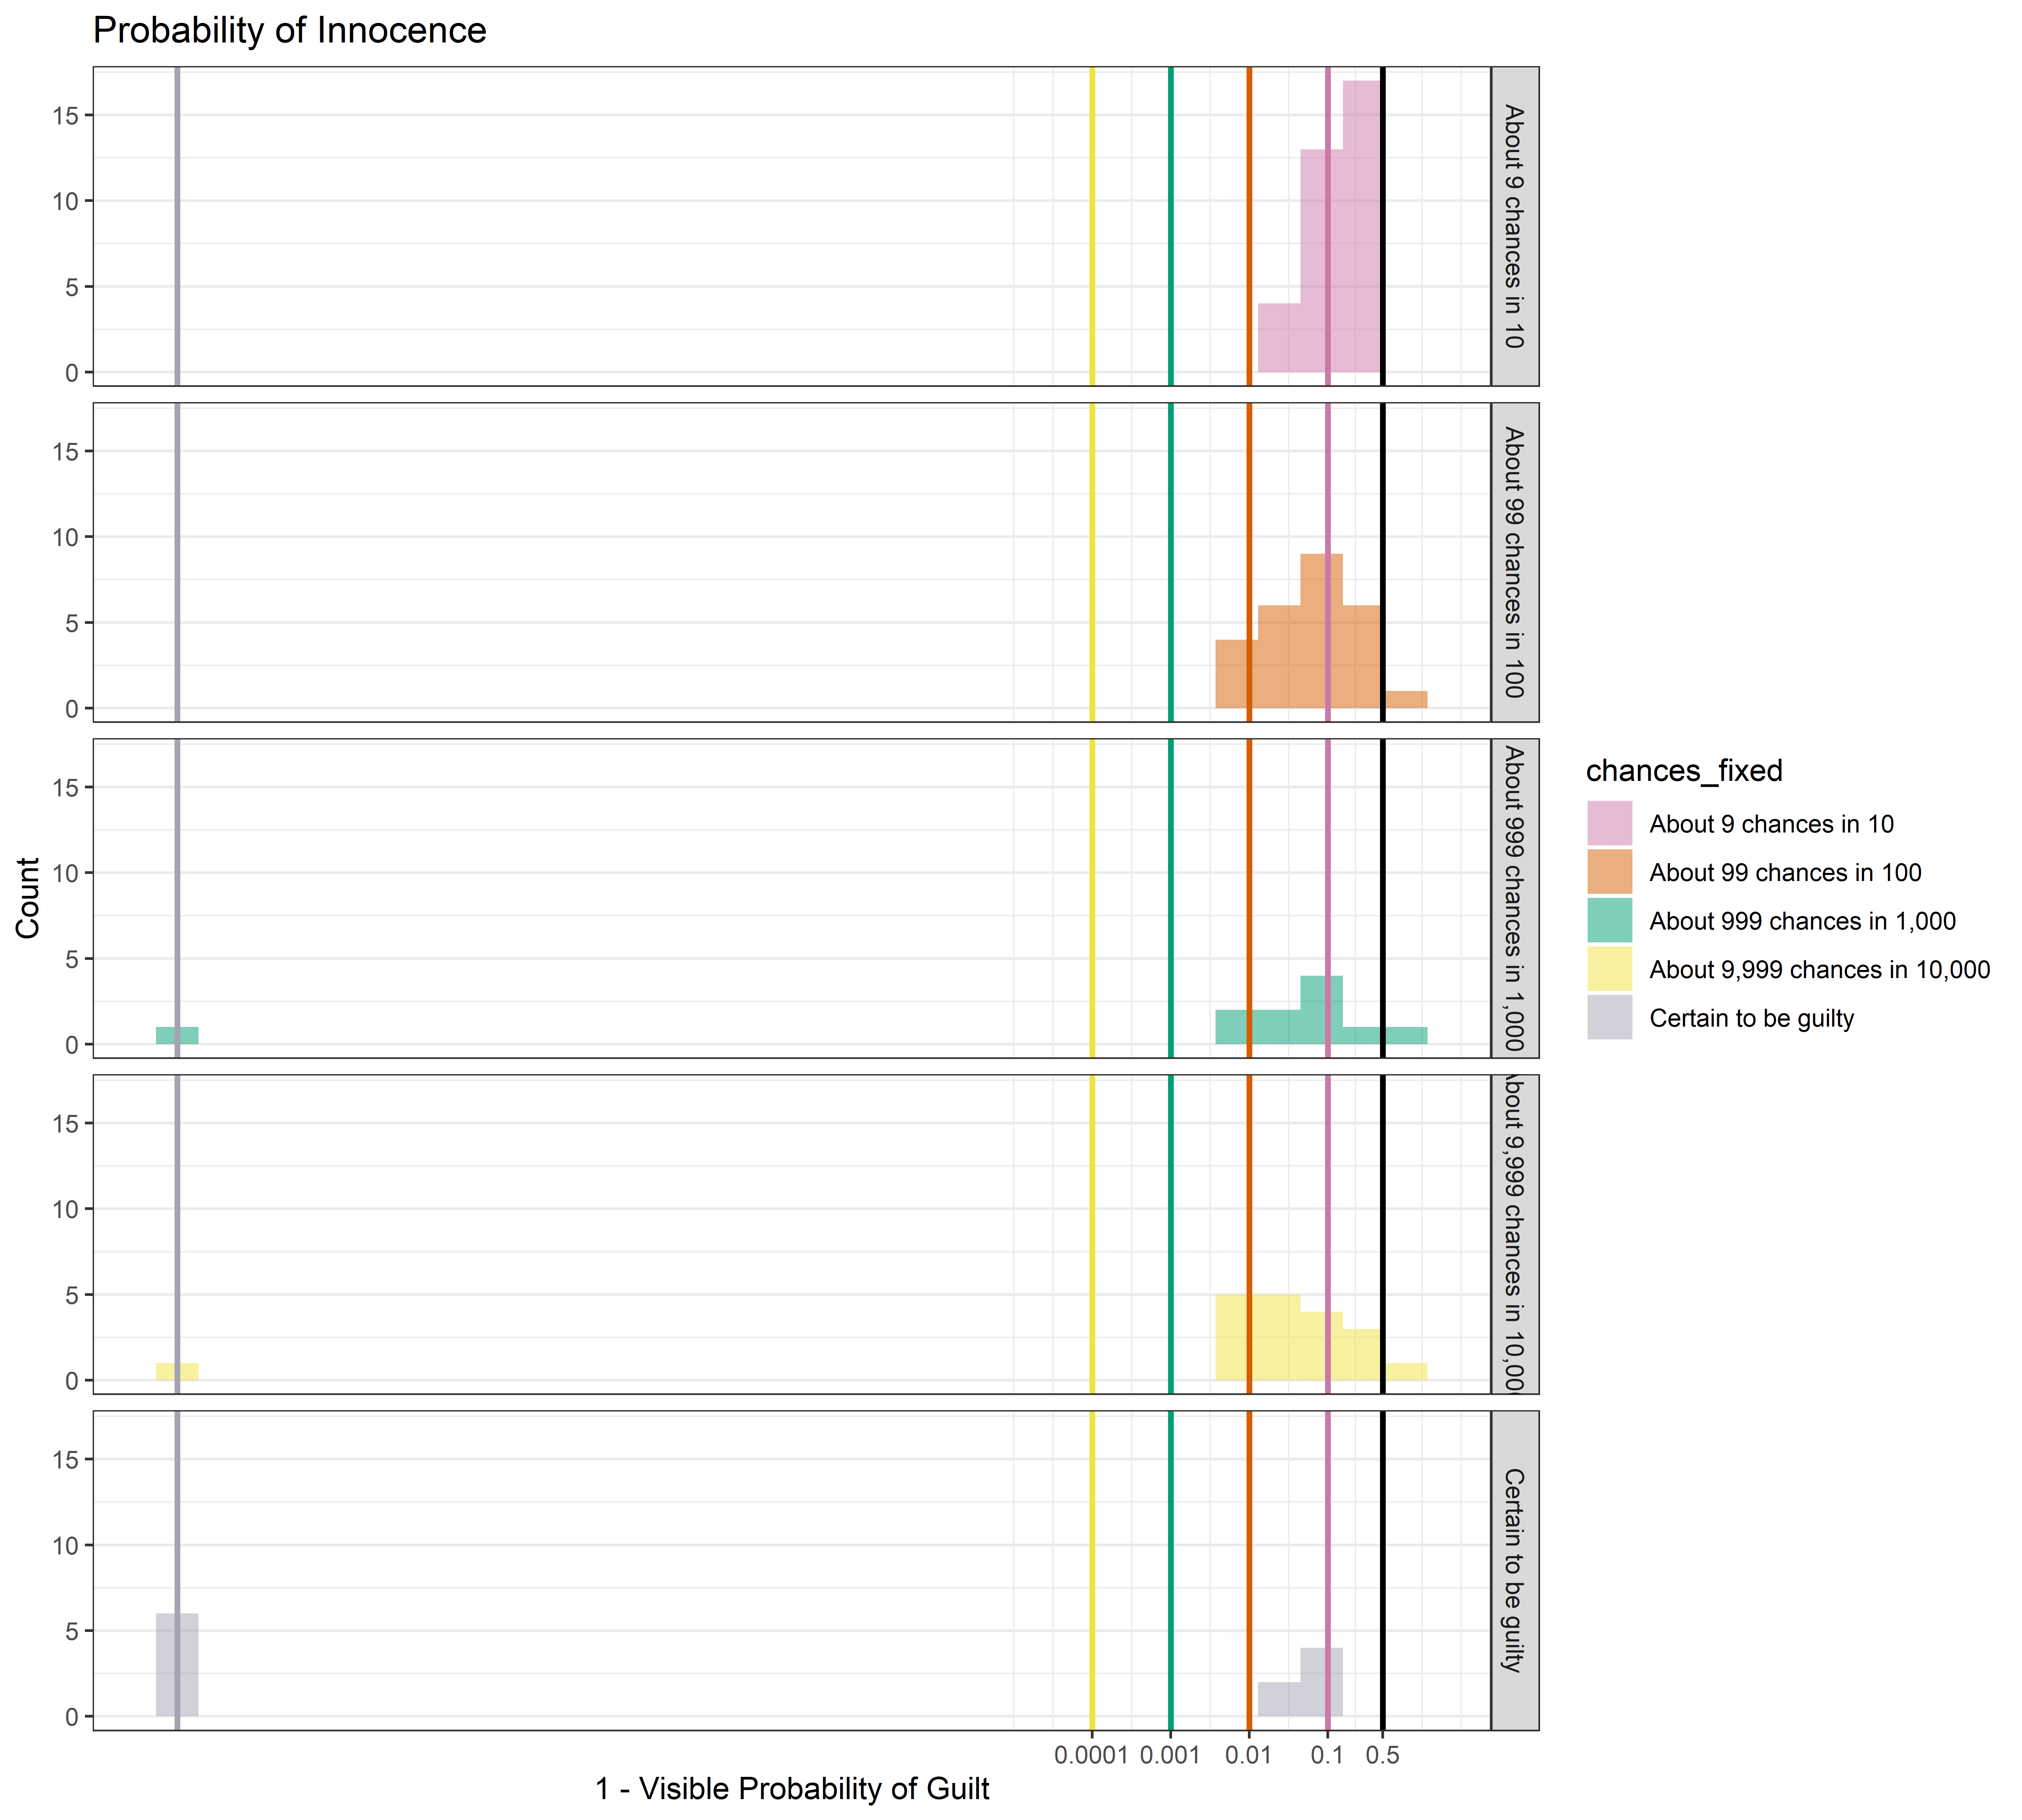 Probability of Innocence
15
10
5
0
About 9 chances in 10
15
10
5
0
About 99 chances in 100
15
10
5
0
About 999 chances in 1,000
15
10
5
0
About 9,999 chances in 10,000
15
10
5
0
Certain to be guilty
0.0001 0.001 0.01 0.1 0.5
1 - Visible Probability of Guilt
Count
chances_fixed
About 9 chances in 10
About 99 chances in 100
About 999 chances in 1,000
About 9,999 chances in 10,000
Certain to be guilty